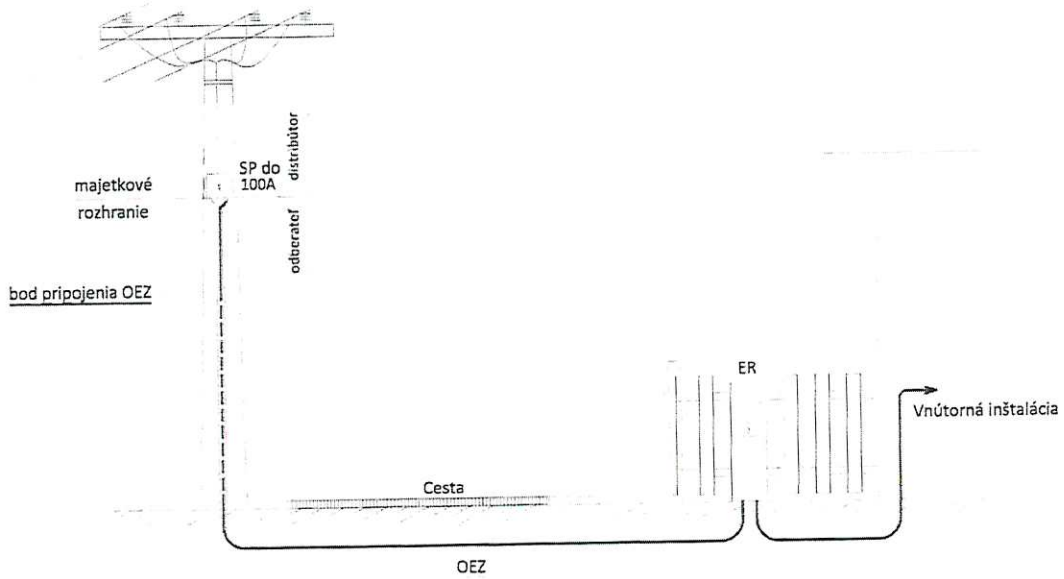 SP do
100A
distribútor
odberateľ
majetkové
rozhranie
bod pripojenia OEZ
ER
Vnútorná inštalácia
Cesta
OEZ